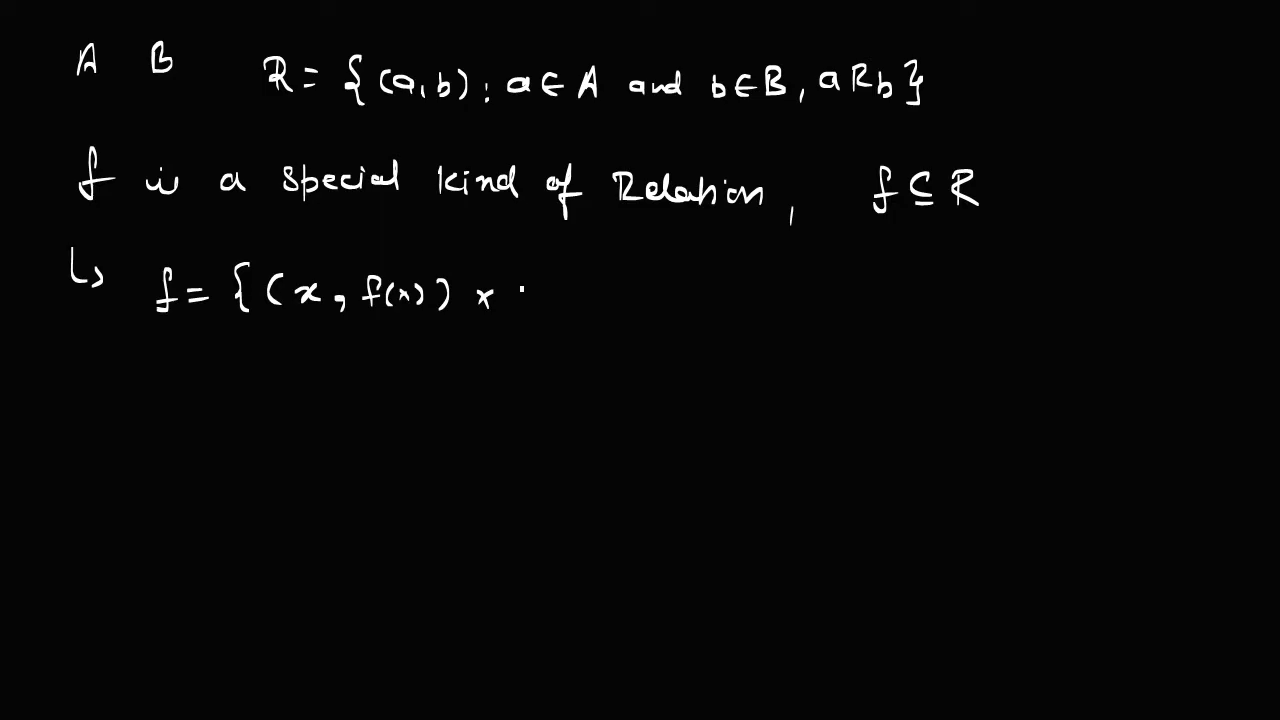 A B R = {(a,b) : a ∈ A and b ∈ B, aRb}
f is a special kind of Relation, f ⊆ R
↳ f = {(x, f(x)) x